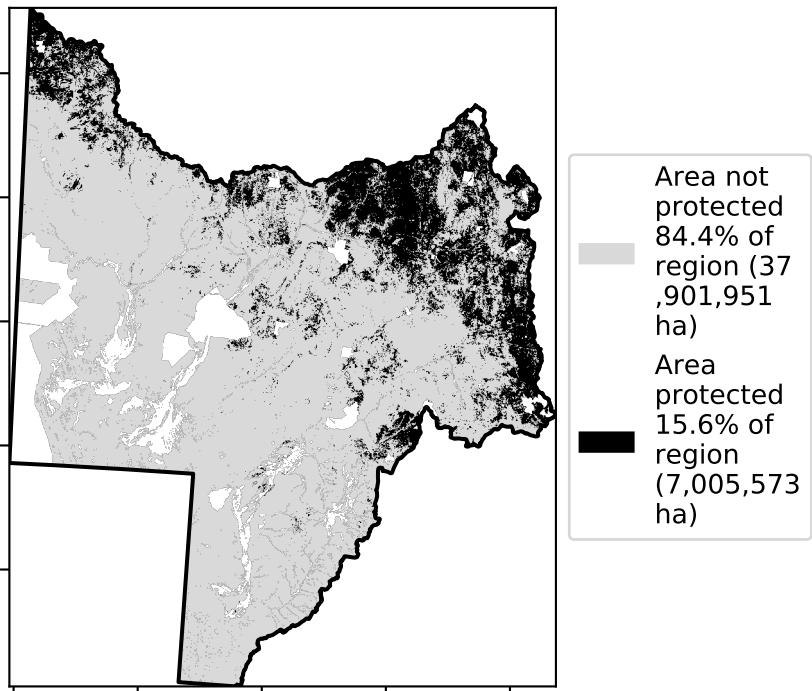 Area not
protected
84.4% of
region (37
,901,951
ha)
Area
protected
15.6% of
region
(7,005,573
ha)